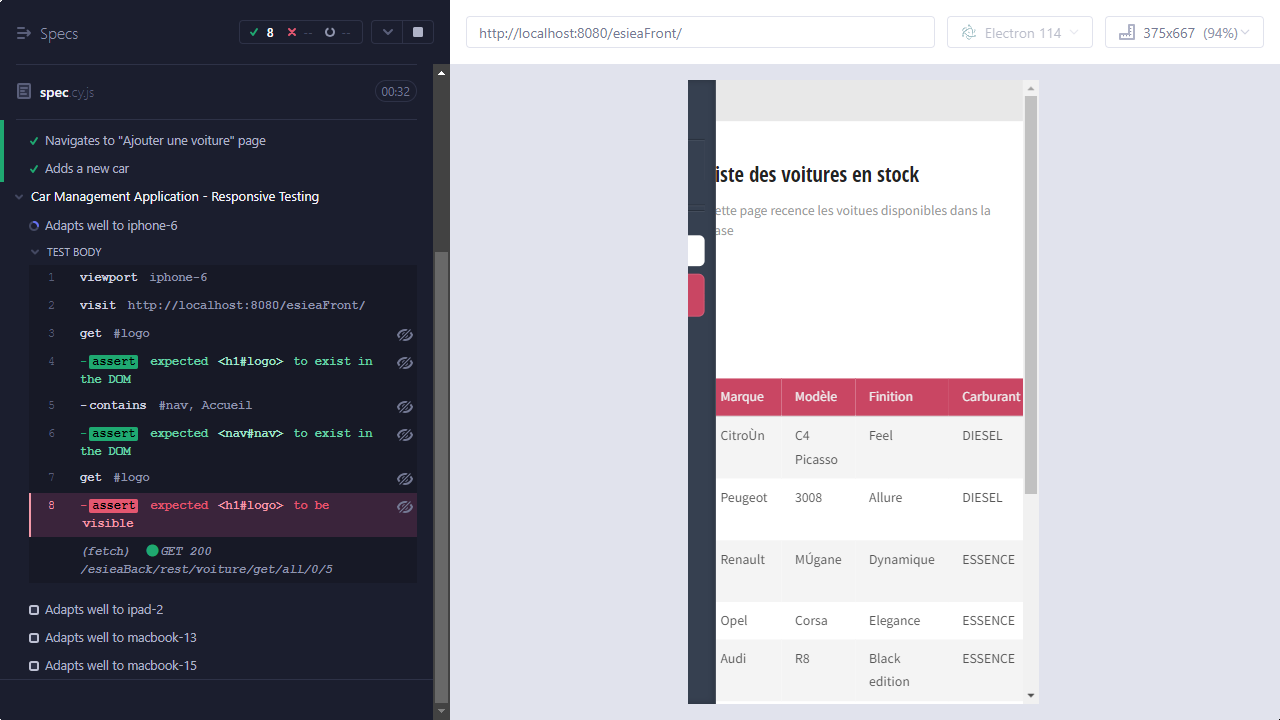 Specs
8 -- --
spec.cy.js
00:32
Navigates to "Ajouter une voiture" page
Adds a new car
Car Management Application - Responsive Testing
Adapts well to iphone-6
TEST BODY
1 viewport iphone-6
2 visit http://localhost:8080/esieaFront/
3 get #logo
4 -assert expected <h1#logo> to exist in
the DOM
5 -contains #nav, Accueil
6 -assert expected <nav#nav> to exist in
the DOM
7 get #logo
8 -assert expected <h1#logo> to be
visible
(fetch) GET 200
/esieaBack/rest/voiture/get/all/0/5
Adapts well to ipad-2
Adapts well to macbook-13
Adapts well to macbook-15
http://localhost:8080/esieaFront/
Electron 114
375x667 (94%)
iste des voitures en stock
ette page recence les voitues disponibles dans la
ase
Marque Modèle Finition Carburant
CitroÙn C4 Feel DIESEL
Picasso
Peugeot 3008 Allure DIESEL
Renault MÚgane Dynamique ESSENCE
Opel Corsa Elegance ESSENCE
Audi R8 Black ESSENCE
edition